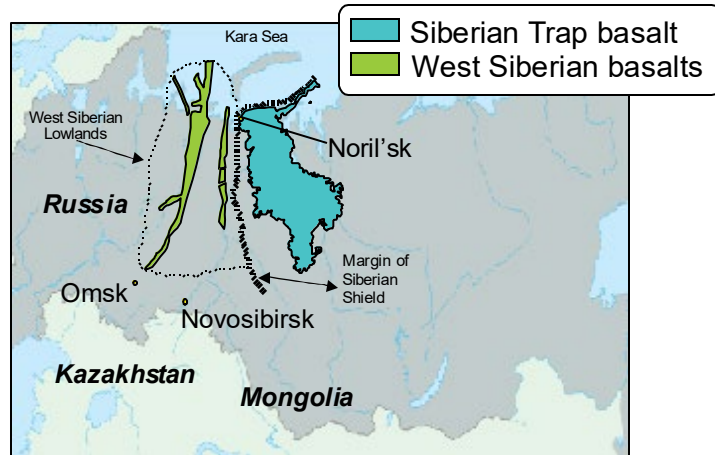 Siberian Trap basalt
West Siberian basalts
Kara Sea
West Siberian
Lowlands
Noril'sk
Russia
Margin of
Siberian
Shield
Omsk
Novosibirsk
Kazakhstan
Mongolia